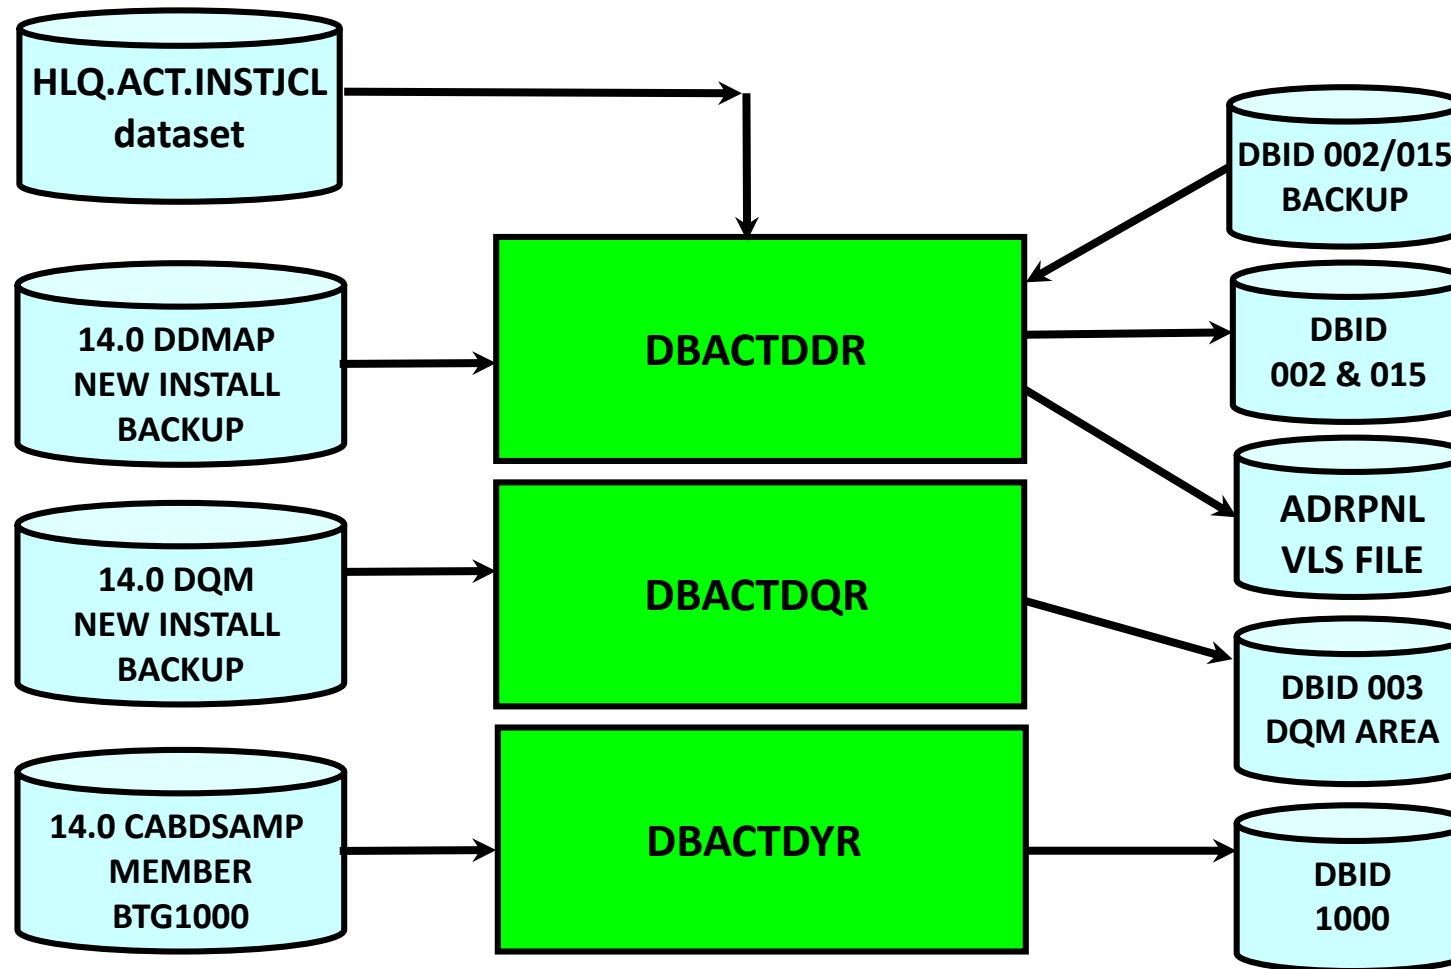 HLQ.ACT.INSTJCL
dataset
DBID 002/015
BACKUP
14.0 DDMAP
NEW INSTALL
BACKUP
DBACTDDR
DBID
002 & 015
ADRPNL
VLS FILE
14.0 DQM
NEW INSTALL
BACKUP
DBACTDQR
DBID 003
DQM AREA
14.0 CABDSAMP
MEMBER
BTG1000
DBACTDYR
DBID
1000